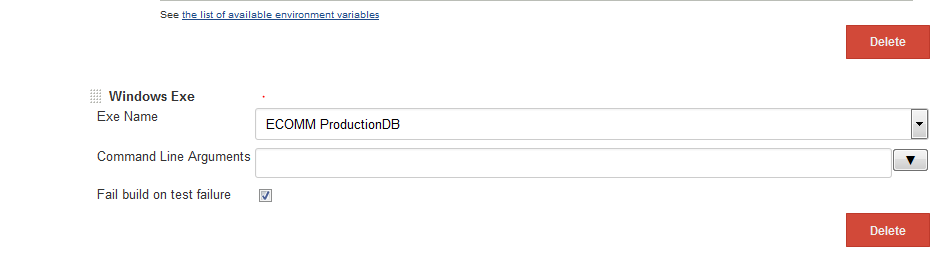 See the list of available environment variables
Delete
Windows Exe
Exe Name
ECOMM ProductionDB
Command Line Arguments
Fail build on test failure
Delete